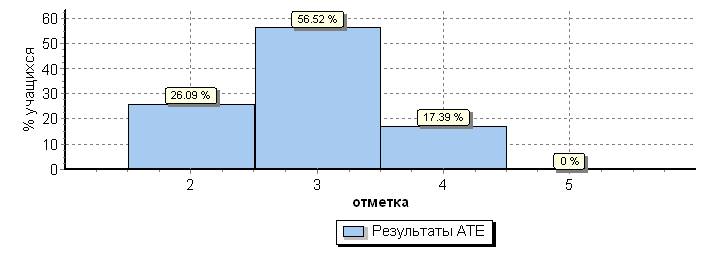 % учащихся
60
50
40
30
20
10
0
26.09 %
56.52 %
17.39 %
0 %
2 3 4 5
отметка
Результаты АТЕ